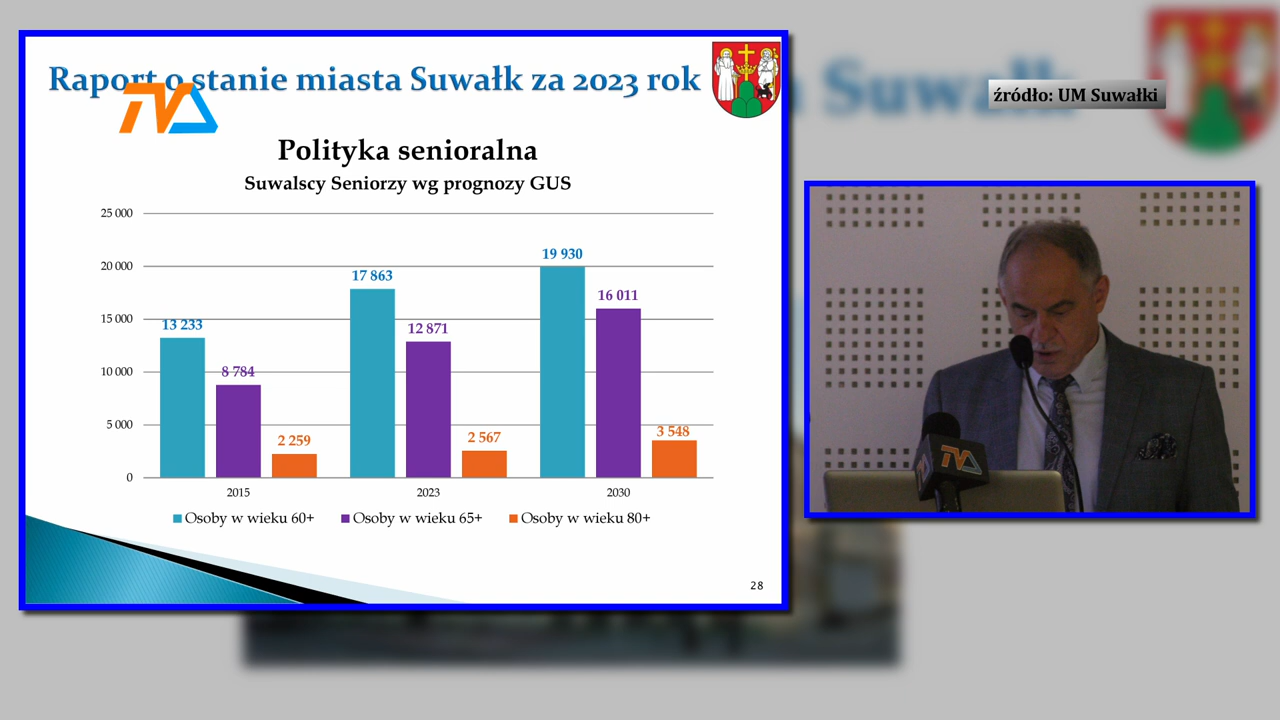 Raport o stanie miasta Suwałk za 2023 rok
TVA
źródło: UM Suwałki
Suwałk
Polityka senioralna
Suwalscy Seniorzy wg prognozy GUS
25 000
20 000
15 000
10 000
5 000
0
13 233
8 784
2 259
17 863
12 871
2 567
19 930
16 011
3 548
2015
2023
2030
Osoby w wieku 60+
Osoby w wieku 65+
Osoby w wieku 80+
28
TVA